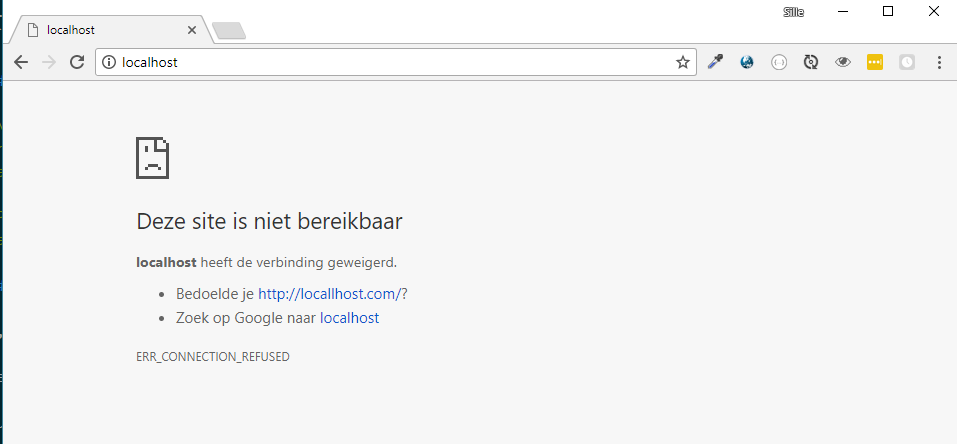 Sille
localhost
localhost
Deze site is niet bereikbaar
localhost heeft de verbinding geweigerd.
Bedoelde je http://locallhost.com/?
Zoek op Google naar localhost
ERR_CONNECTION_REFUSED